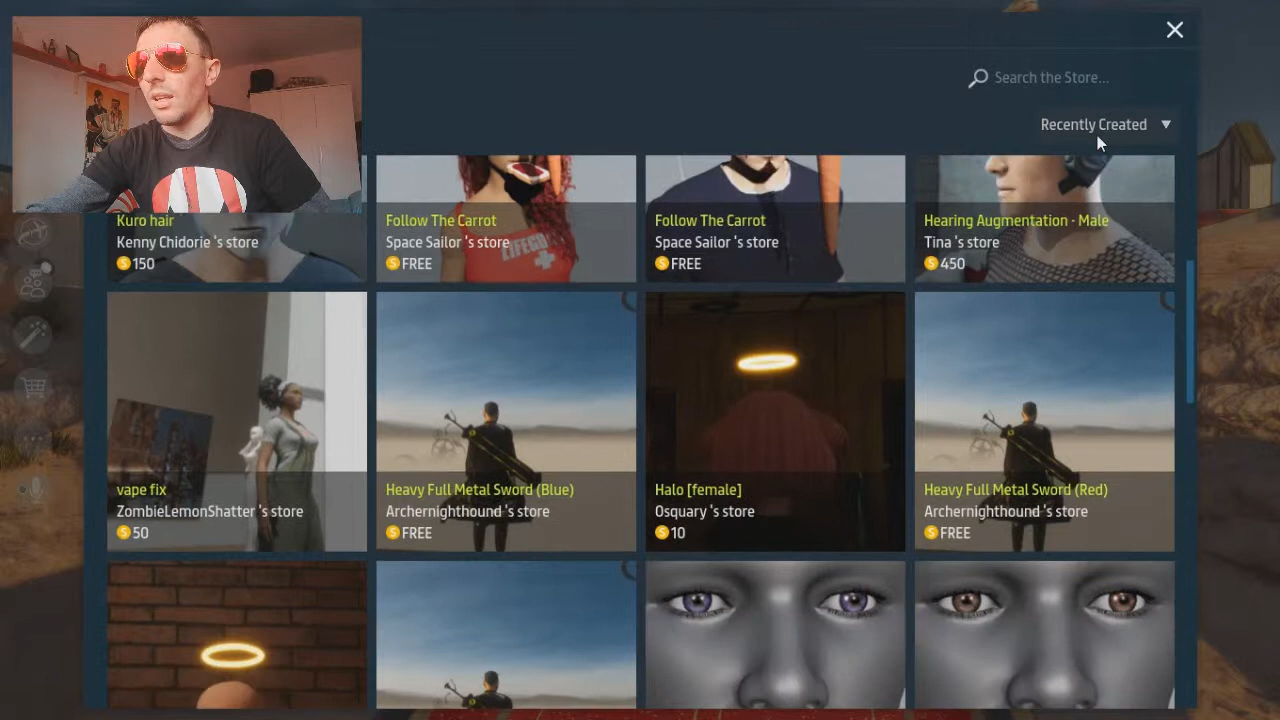 Search the Store...
Recently Created
Kuro hair
Kenny Chidorie 's store
150
Follow The Carrot
Space Sailor 's store
FREE
Follow The Carrot
Space Sailor 's store
FREE
Hearing Augmentation - Male
Tina 's store
450
LIFEGU
vape fix
ZombieLemonShatter 's store
50
Heavy Full Metal Sword (Blue)
Archernighthound 's store
FREE
Halo [female]
Osquary 's store
10
Heavy Full Metal Sword (Red)
Archernighthound 's store
FREE